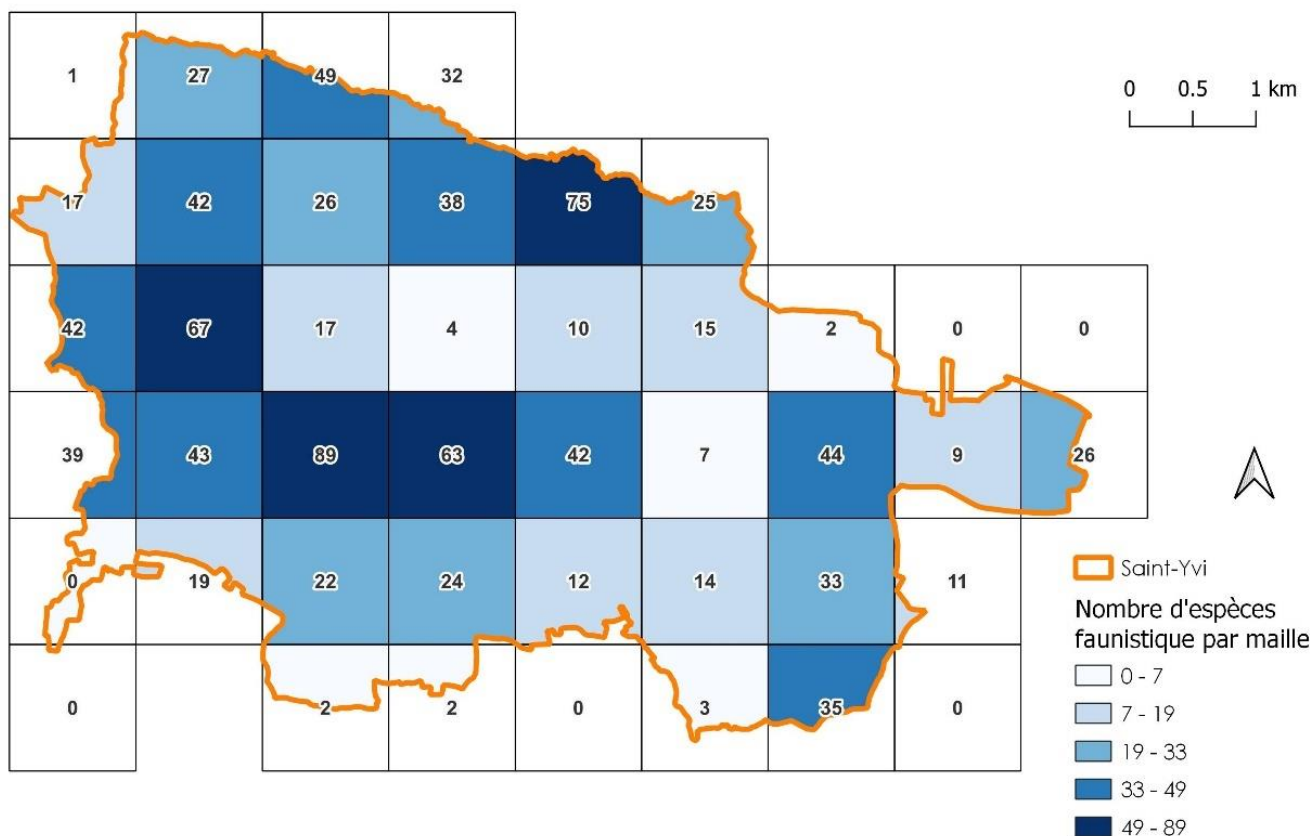 1 27 49 32
0 0.5 1 km
17 42 26 38 75 25
42 67 17 4 10 15 2 0 0
39 43 89 63 42 7 44 9 26
0 19 22 24 12 14 33 11
0 2 2 0 3 35 0
Saint-Yvi
Nombre d'espèces
faunistique par maille
0 - 7
7 - 19
19 - 33
33 - 49
49 - 89